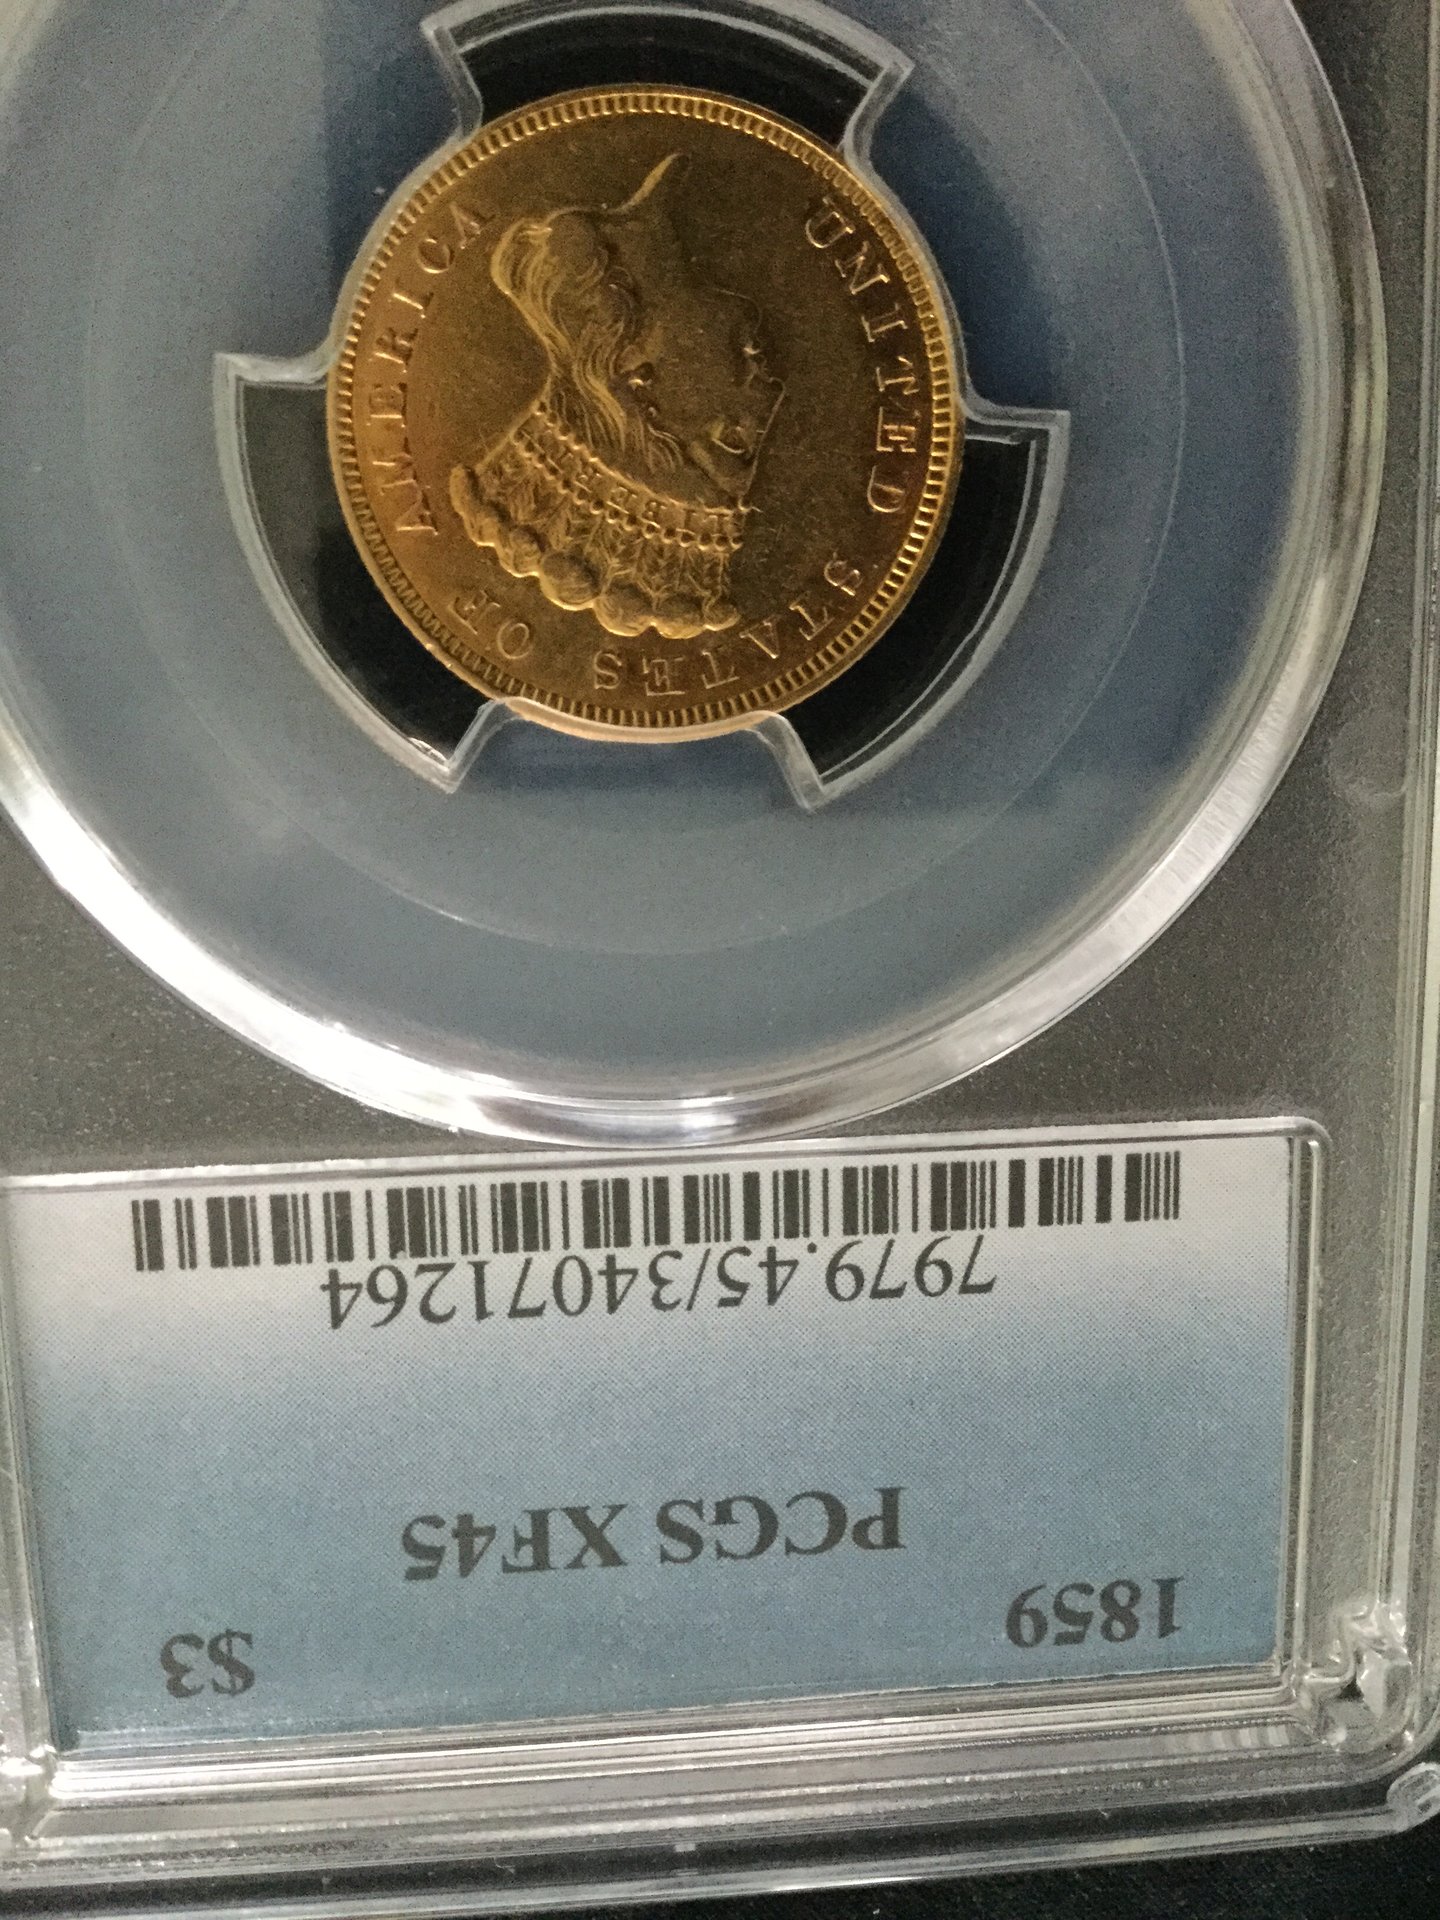 1859
$3
PCGS XF45
7979.45/34071264
UNITED STATES OF AMERICA
LIBERTY